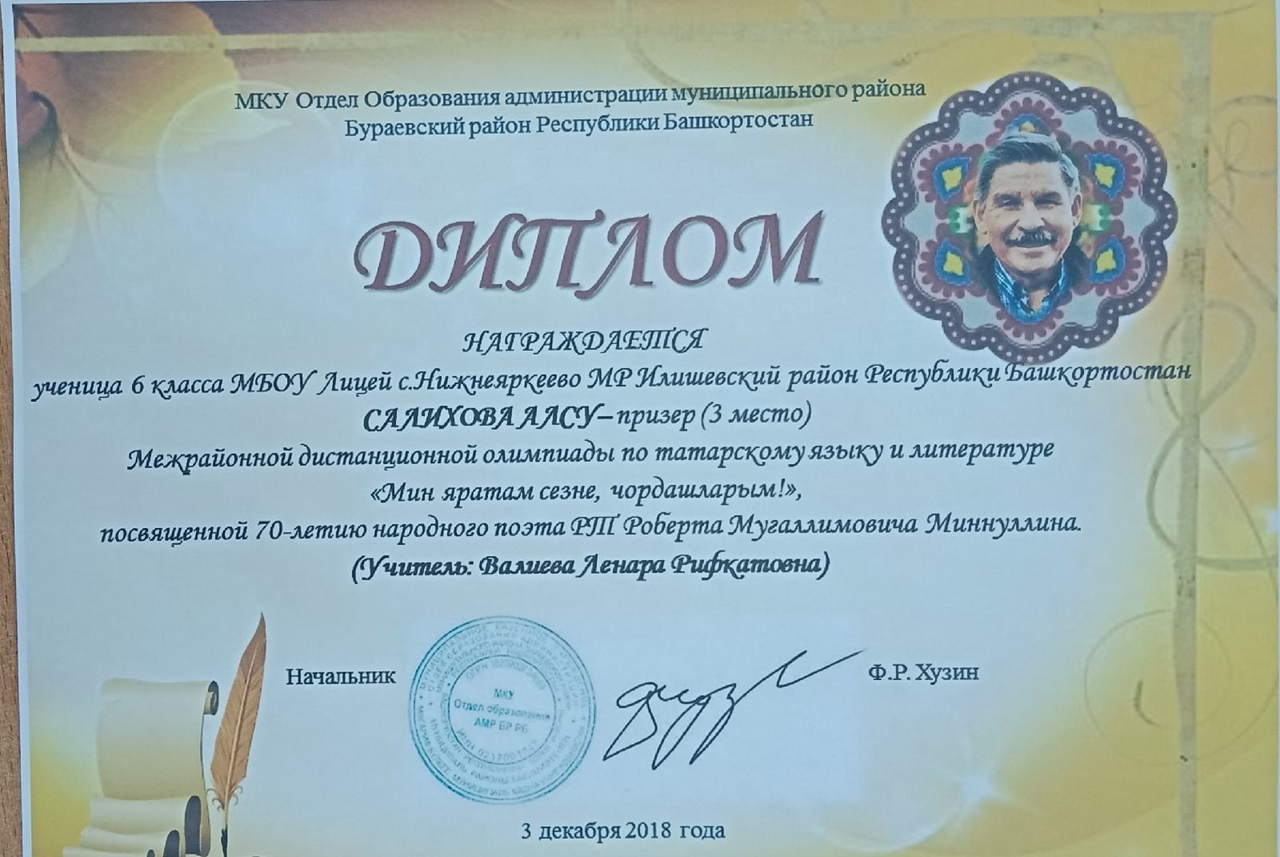 МКУ Отдел Образования администрации муниципального района
Бураевский район Республики Башкортостан
ДИПЛОМ
НАГРАЖДАЕТСЯ
ученица 6 класса МБОУ Лицей с.Нижнеяркеево МР Илишевский район Республики Башкортостан
САЛИХОВА АЛСУ– призер (3 место)
Межрайонной дистанционной олимпиады по татарскому языку и литературе
«Мин яратам сезне, чордашларым!»,
посвященной 70-летию народного поэта РТ Роберта Мугаллимовича Миннуллина.
(Учитель: Валиева Ленара Рифкатовна)
Начальник
МКУ
Отдел образования
АМР БР РБ
Ф.Р. Хузин
3 декабря 2018 года